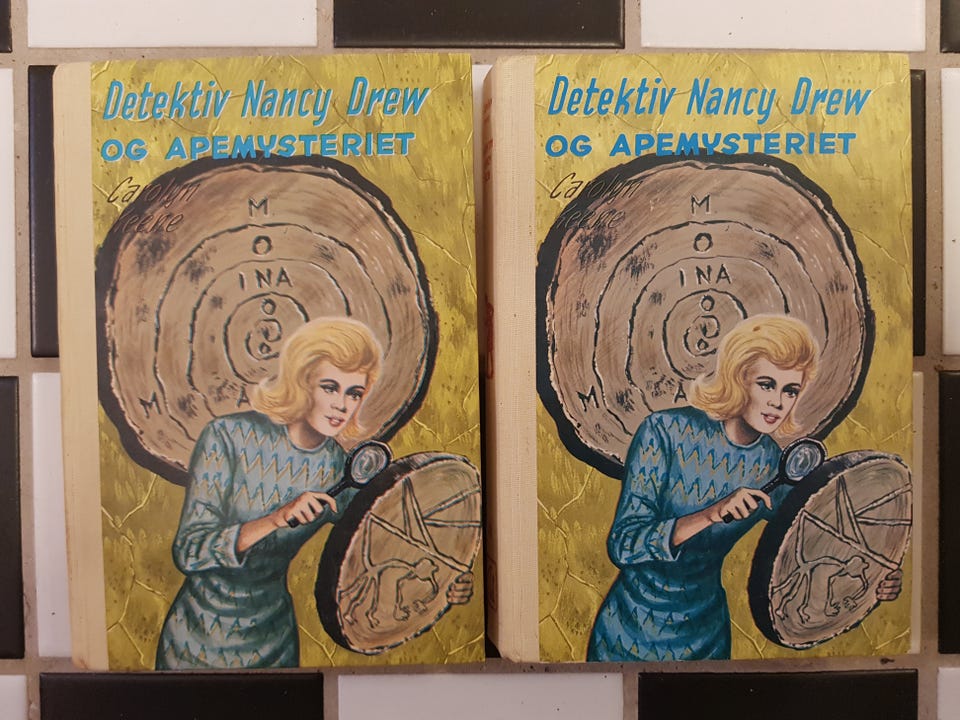 Detektiv Nancy Drew
OG APEMYSTERIET
Carolyn
Keene
M
O
INA
O
M A
Detektiv Nancy Drew
OG APEMYSTERIET
Carolyn
Keene
M
O
INA
O
M A